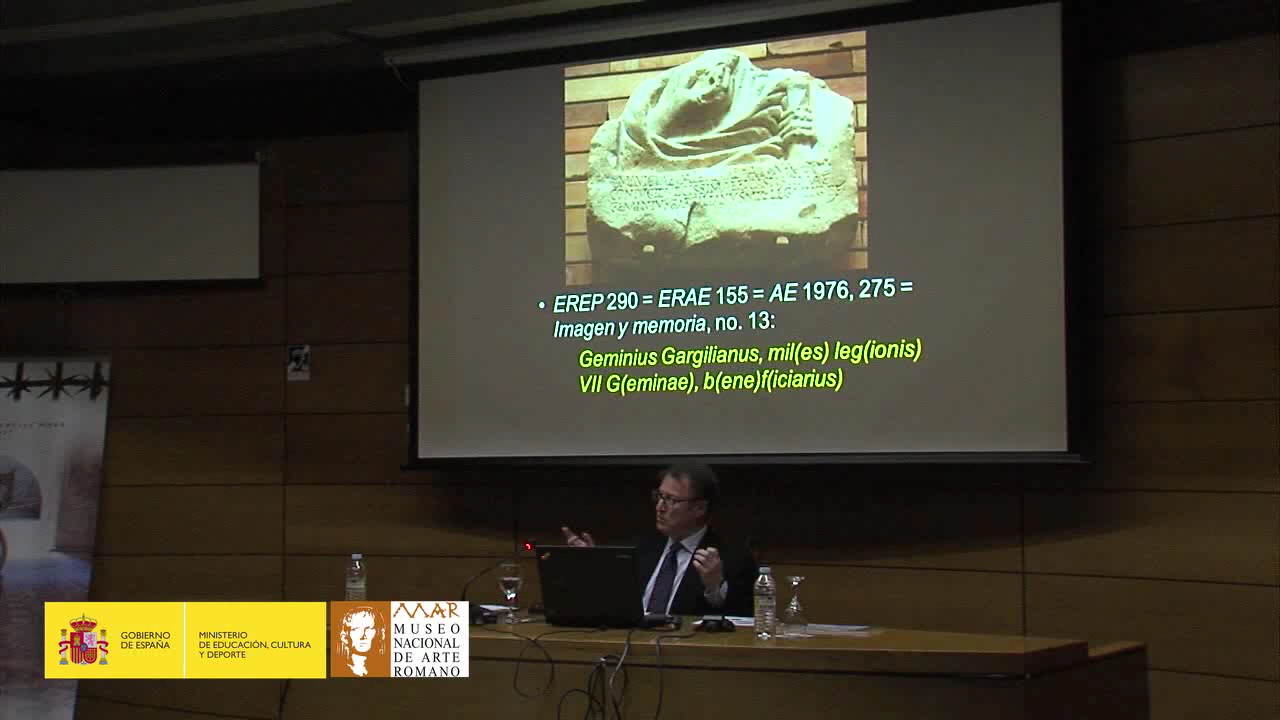 • EREP 290 = ERAE 155 = AE 1976, 275 =
Imagen y memoria, no. 13:
Geminius Gargilianus, mil(es) leg(ionis)
VII G(eminae), b(ene)f(iciarius)
GOBIERNO
DE ESPAÑA
MINISTERIO
DE EDUCACIÓN, CULTURA
Y DEPORTE
MAR
MUSEO
NACIONAL
DE ARTE
ROMANO